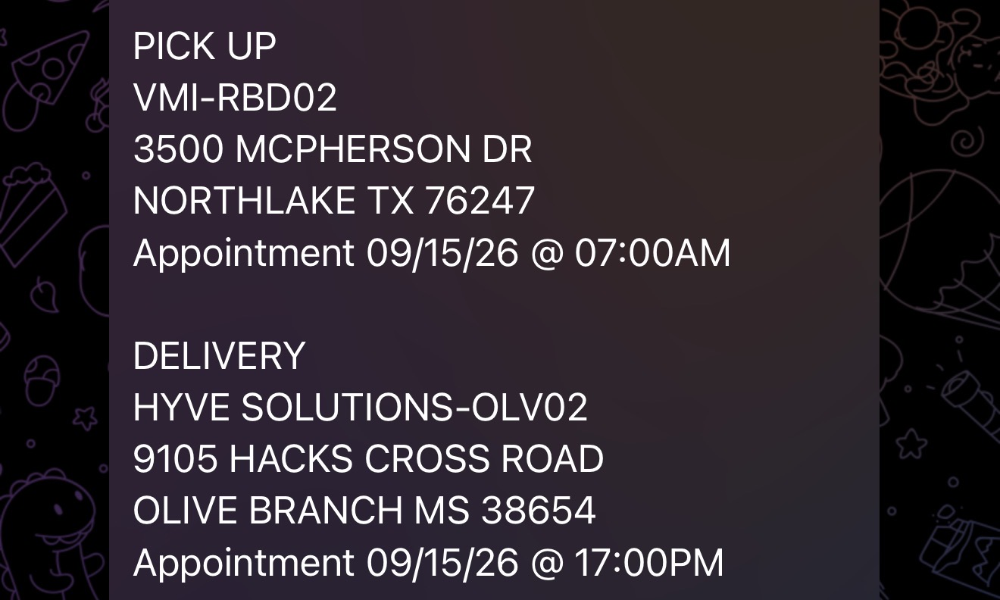 PICK UP
VMI-RBD02
3500 MCPHERSON DR
NORTHLAKE TX 76247
Appointment 09/15/26 @ 07:00AM
DELIVERY
HYVE SOLUTIONS-OLV02
9105 HACKS CROSS ROAD
OLIVE BRANCH MS 38654
Appointment 09/15/26 @ 17:00PM